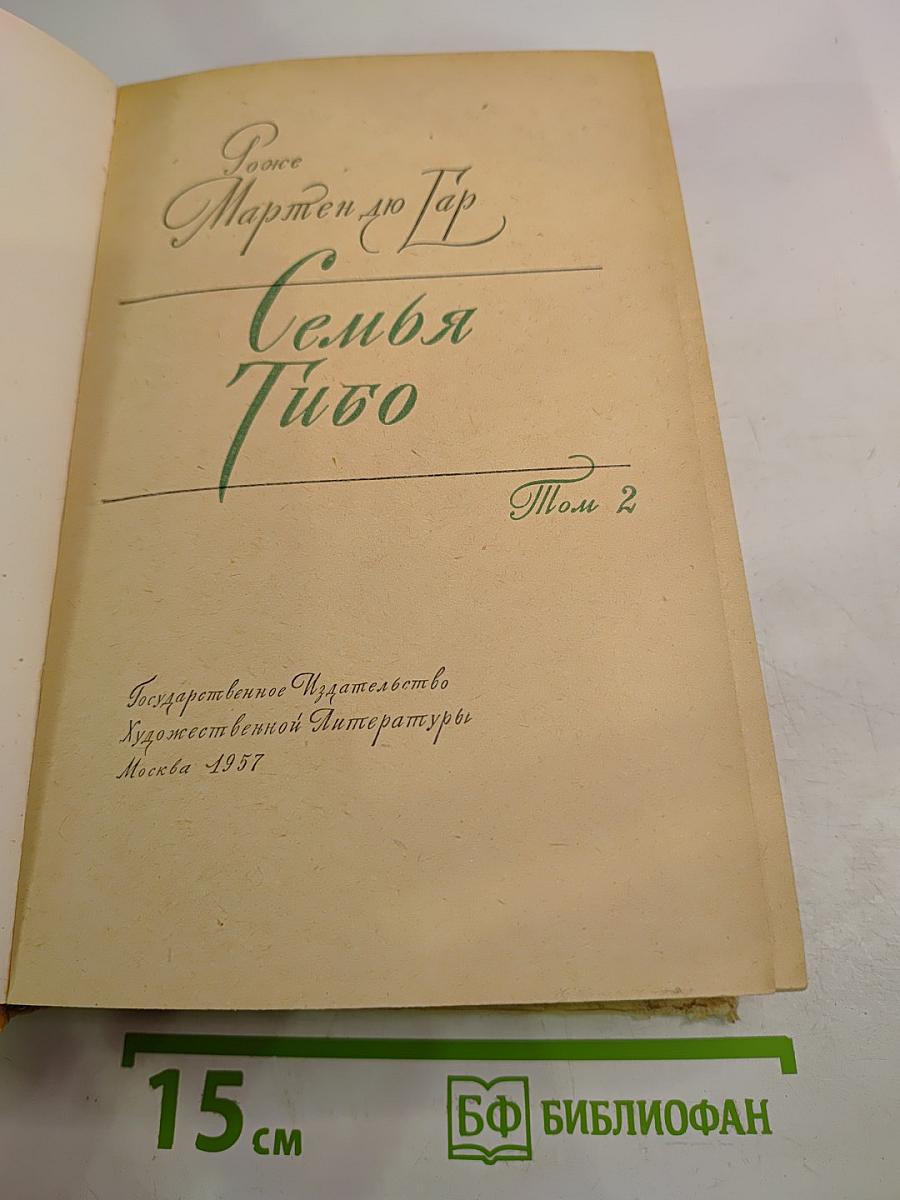 Роже
Мартен дю Гар
Семья
Тибо
Том 2
Государственное Издательство
Художественной Литературы
Москва 1957
15 см
БФ БИБЛИОФАН